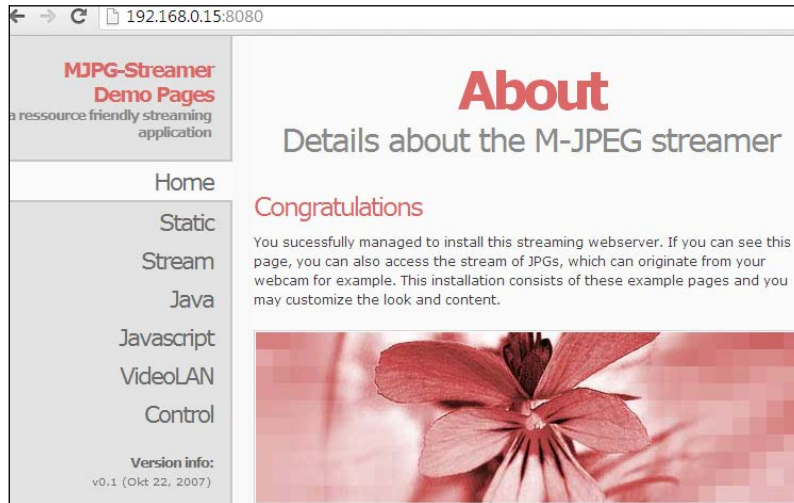 192.168.0.15:8080
MJPG-Streamer
Demo Pages
a ressource friendly streaming
application
Home
Static
Stream
Java
Javascript
VideoLAN
Control
Version info:
v0.1 (Okt 22, 2007)
About
Details about the M-JPEG streamer
Congratulations
You sucessfully managed to install this streaming webserver. If you can see this
page, you can also access the stream of JPGs, which can originate from your
webcam for example. This installation consists of these example pages and you
may customize the look and content.